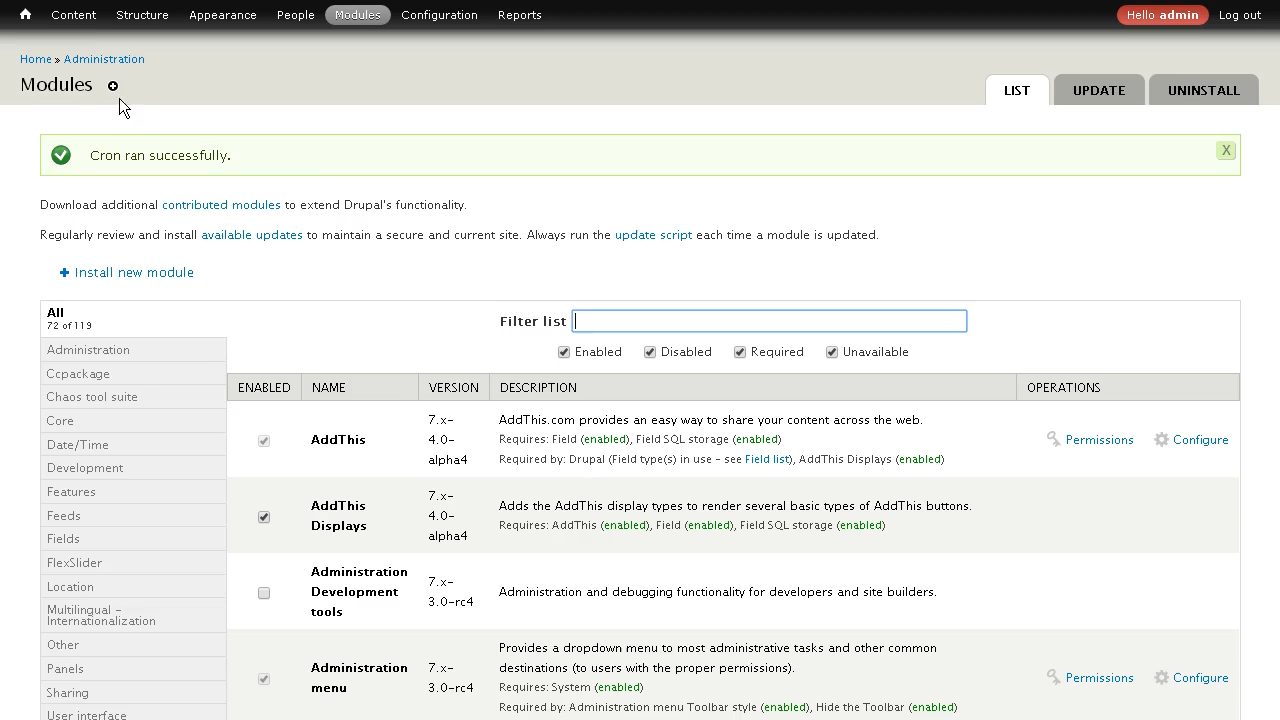 Content Structure Appearance People Modules Configuration Reports Hello admin Log out
Home » Administration
Modules
LIST UPDATE UNINSTALL
Cron ran successfully.
X
Download additional contributed modules to extend Drupal's functionality.
Regularly review and install available updates to maintain a secure and current site. Always run the update script each time a module is updated.
Install new module
All
72 of 119
Administration
Ccpackage
Chaos tool suite
Core
Date/Time
Development
Features
Feeds
Fields
FlexSlider
Location
Multilingual -
Internationalization
Other
Panels
Sharing
User interface
Filter list
Enabled Disabled Required Unavailable
ENABLED NAME VERSION DESCRIPTION OPERATIONS
AddThis
7.x-
4.0-
alpha4
AddThis.com provides an easy way to share your content across the web.
Requires: Field (enabled), Field SQL storage (enabled)
Required by: Drupal (Field type(s) in use - see Field list), AddThis Displays (enabled)
Permissions Configure
AddThis
Displays
7.x-
4.0-
alpha4
Adds the AddThis display types to render several basic types of AddThis buttons.
Requires: AddThis (enabled), Field (enabled), Field SQL storage (enabled)
Administration
Development
tools
7.x-
3.0-rc4
Administration and debugging functionality for developers and site builders.
Administration
menu
7.x-
3.0-rc4
Provides a dropdown menu to most administrative tasks and other common
destinations (to users with the proper permissions).
Requires: System (enabled)
Required by: Administration menu Toolbar style (enabled), Hide the Toolbar (enabled)
Permissions Configure